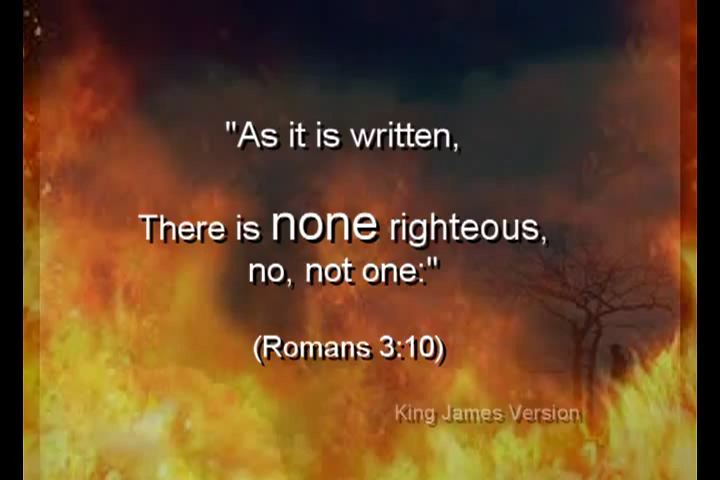 "As it is written,
There is none righteous,
no, not one:"
(Romans 3:10)
King James Version